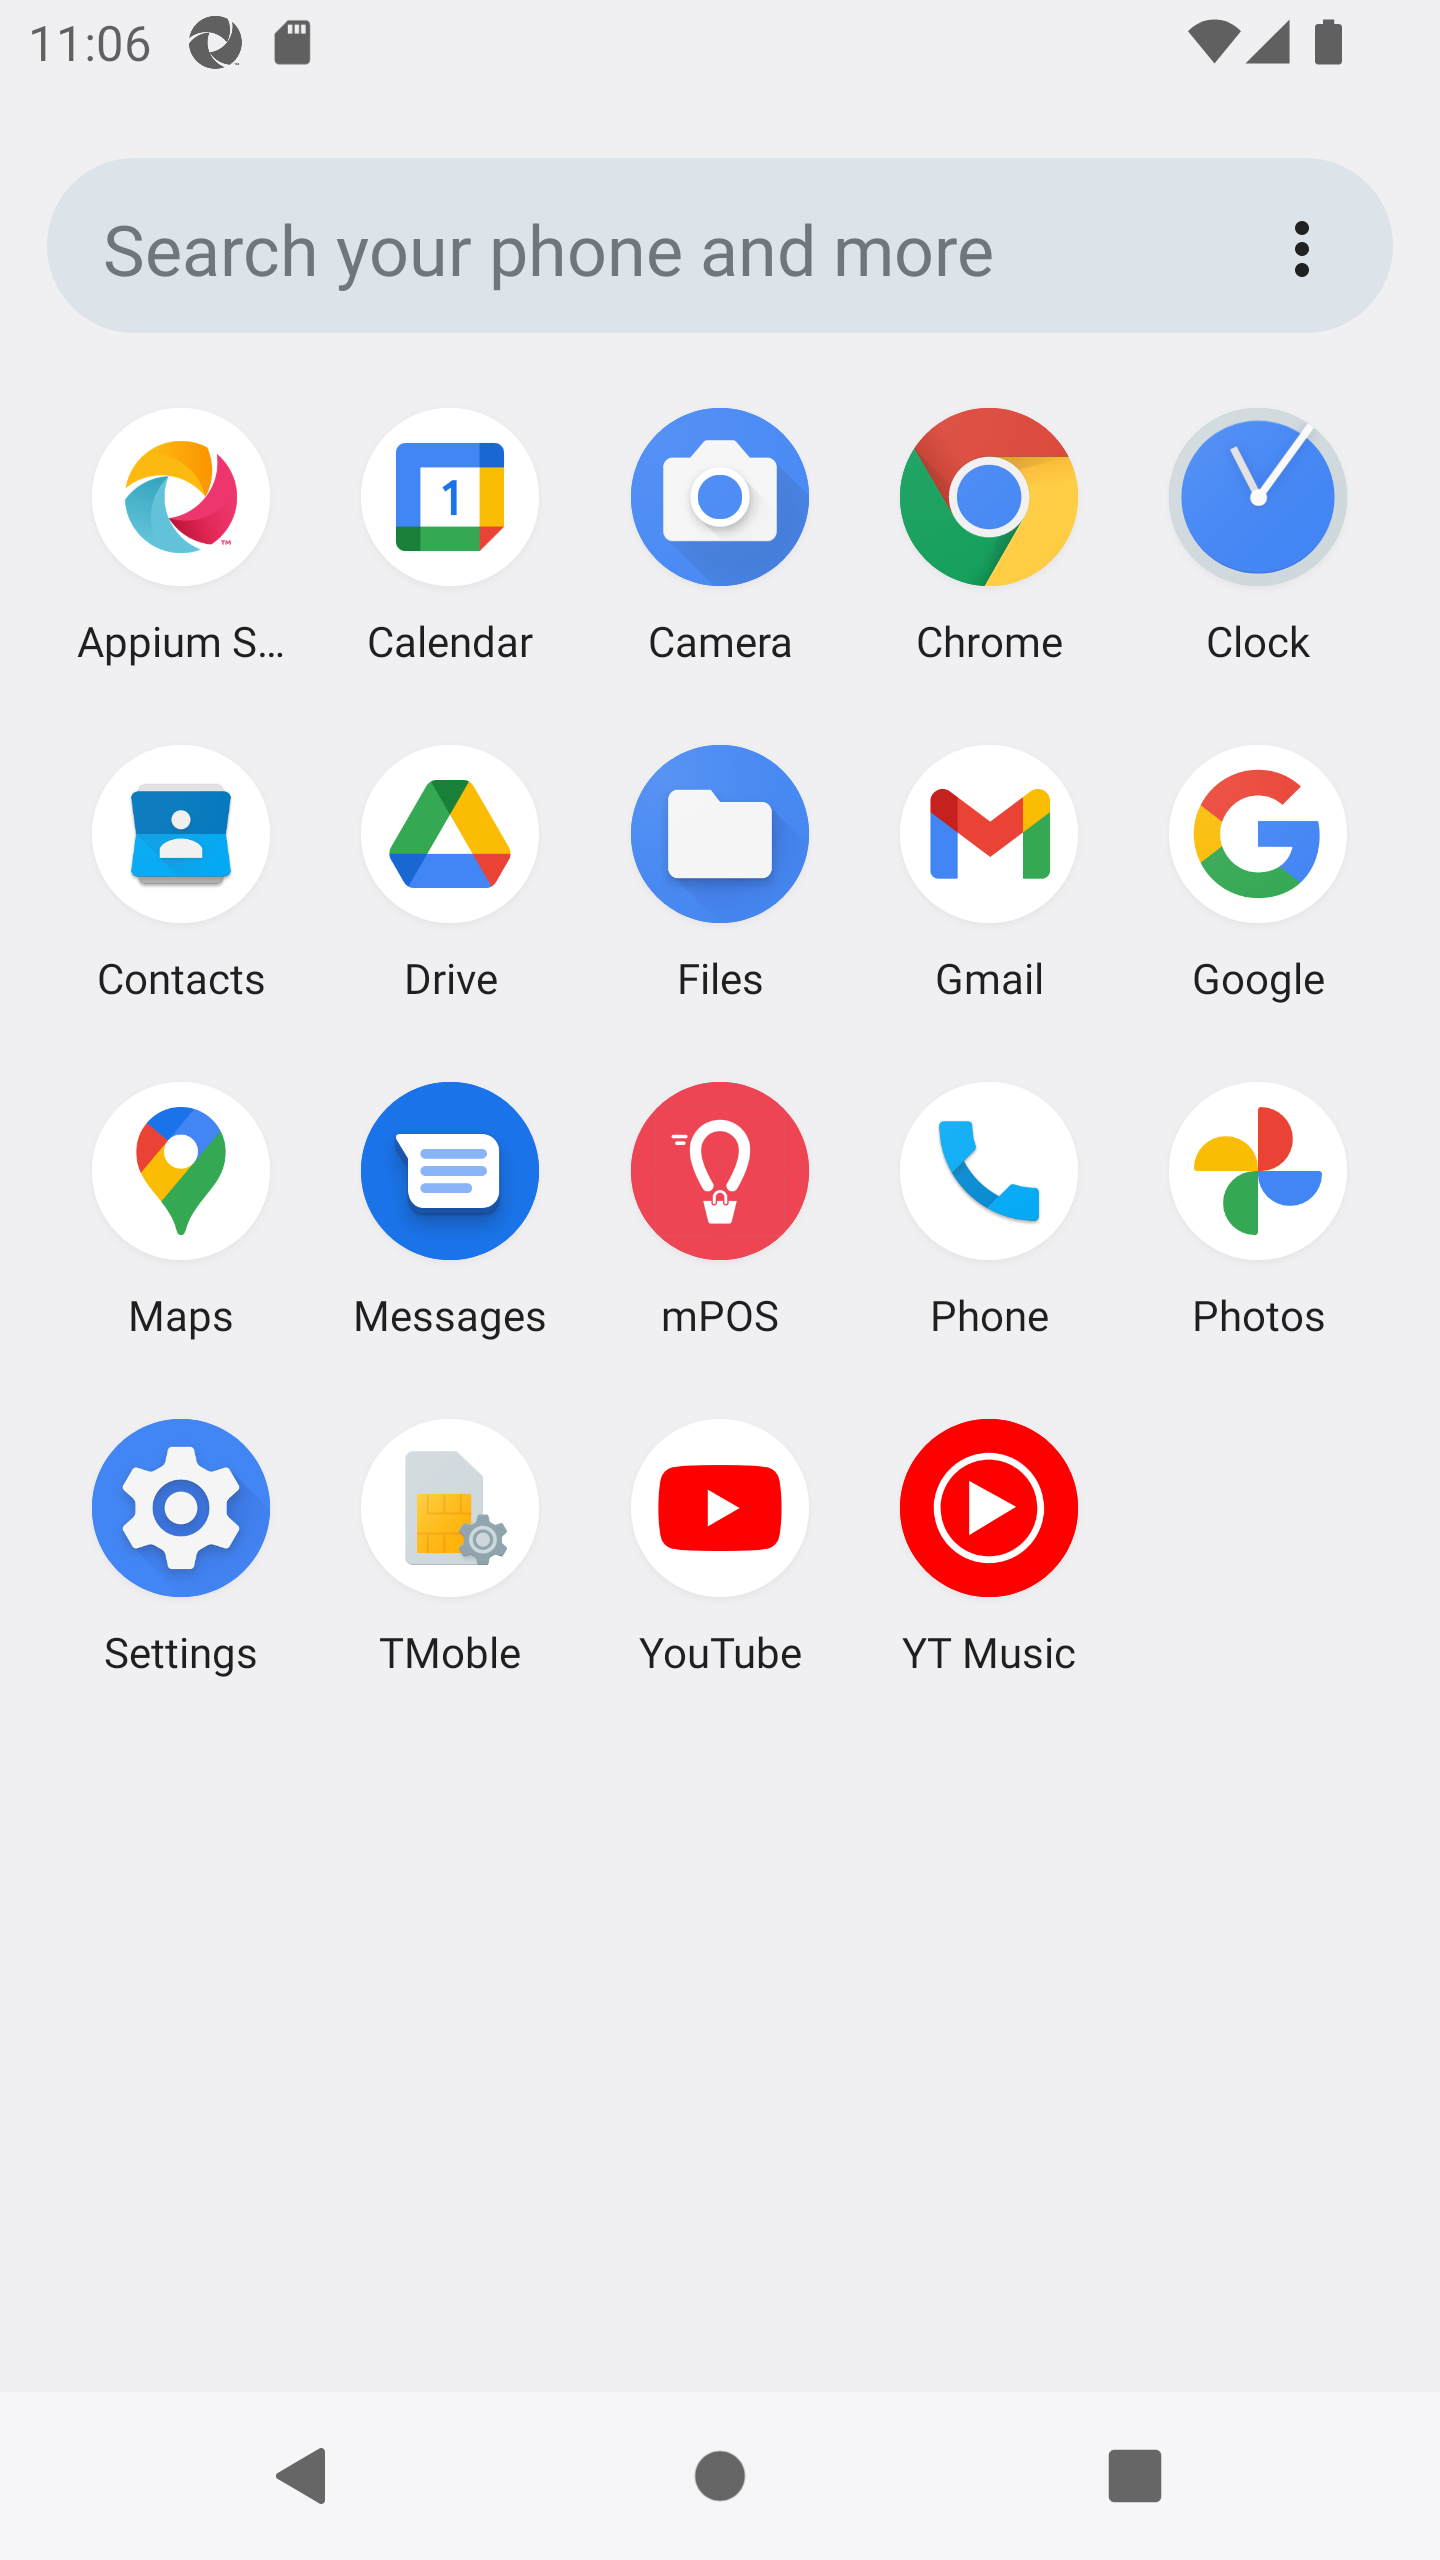 11:06
Search your phone and more
1
Appium S… Calendar Camera Chrome Clock
Contacts Drive Files Gmail Google
Maps Messages mPOS Phone Photos
Settings TMoble YouTube YT Music